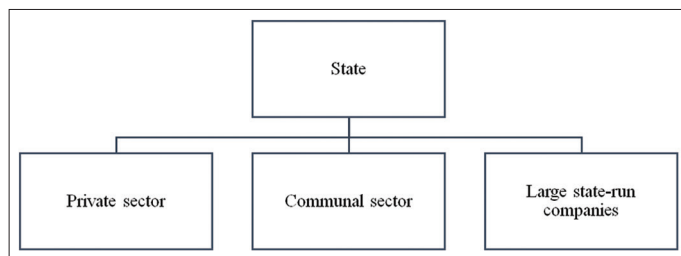 State
Private sector
Communal sector
Large state-run
companies